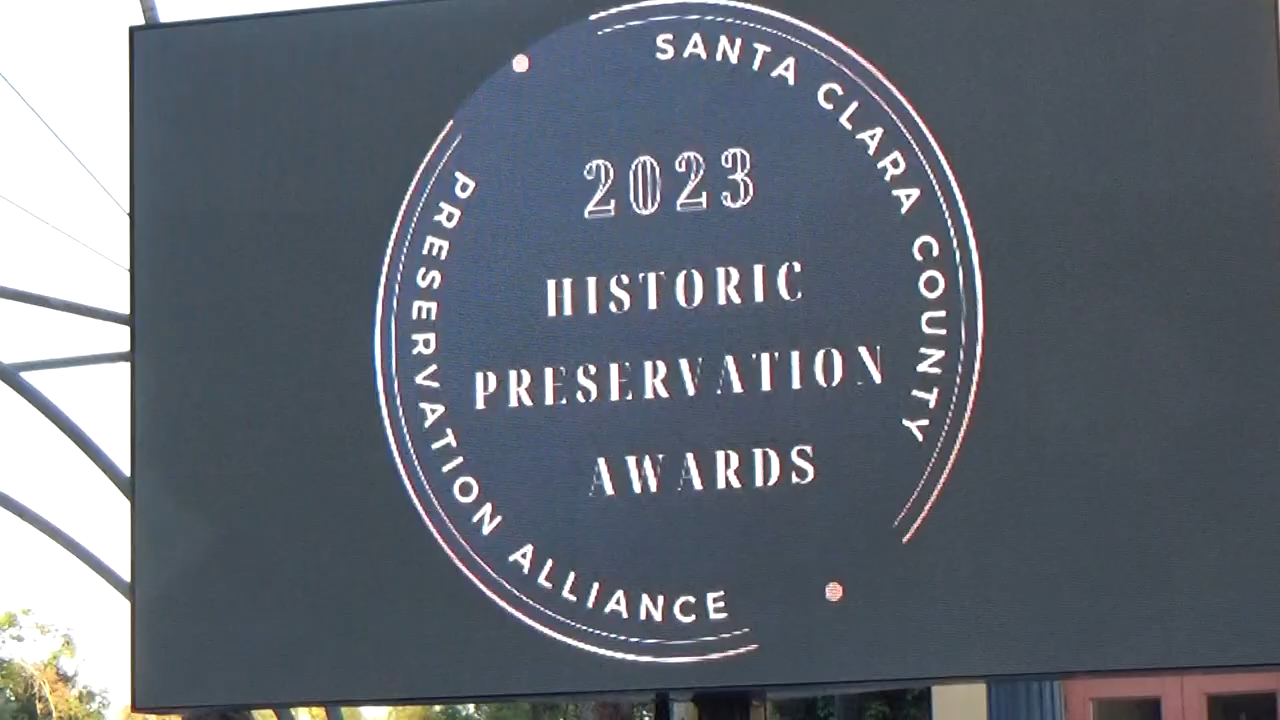 SANTA CLARA COUNTY
2023
HISTORIC
PRESERVATION
AWARDS
PRESERVATION ALLIANCE